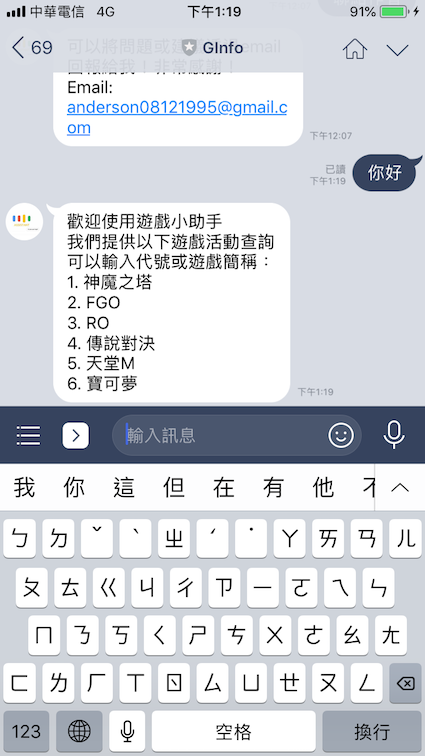 中華電信 4G 下午1:19 91%
69 GInfo
可以將問題或建議email
回報給我！非常感謝！
Email:
anderson08121995@gmail.c
om
下午12:07
已讀
下午1:19
你好
歡迎使用遊戲小助手
我們提供以下遊戲活動查詢
可以輸入代號或遊戲簡稱：
1. 神魔之塔
2. FGO
3. RO
4. 傳說對決
5. 天堂M
6. 寶可夢
下午1:19
輸入訊息
我 你 這 但 在 有 他
ㄅ ㄉ ˇ ˋ ㄓ ˊ ˙ ㄚ ㄞ ㄢ ㄦ
ㄆ ㄊ ㄍ ㄐ ㄔ ㄗ ㄧ ㄛ ㄟ ㄣ
ㄇ ㄋ ㄎ ㄑ ㄕ ㄘ ㄨ ㄜ ㄠ ㄤ
ㄈ ㄌ ㄏ ㄒ ㄖ ㄙ ㄩ ㄝ ㄡ ㄥ
123 空格 換行